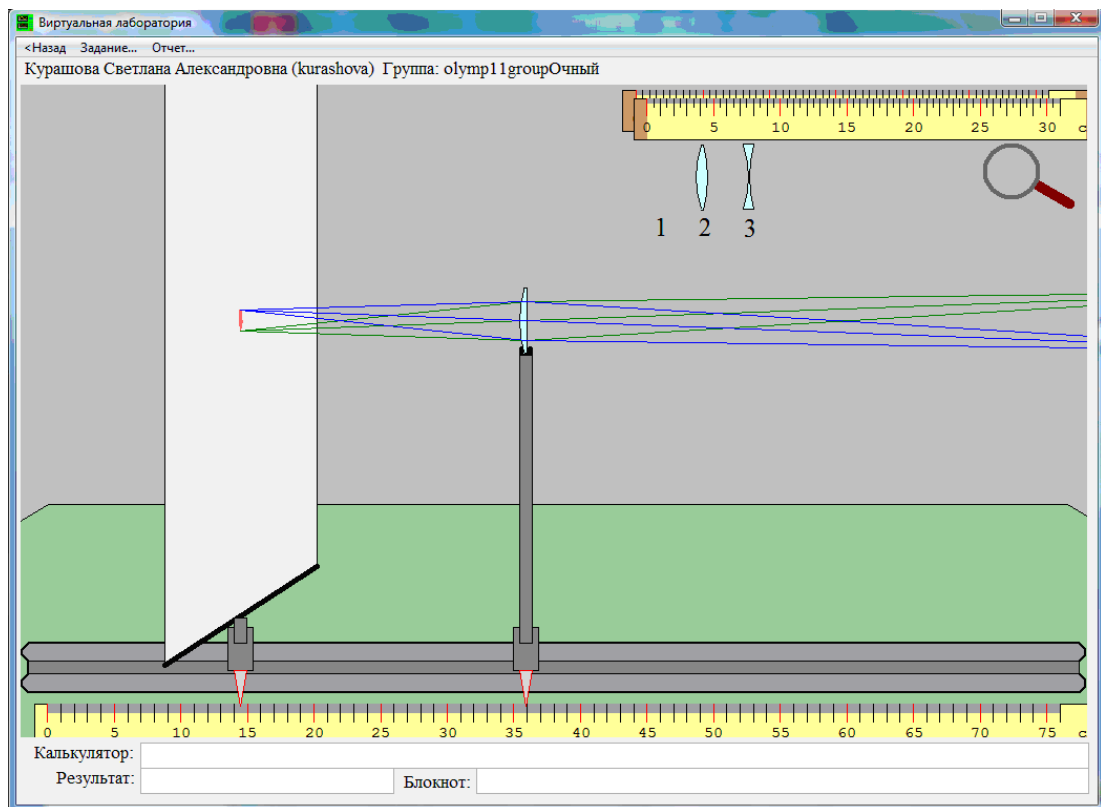 Виртуальная лаборатория
<Назад Задание... Отчет...
Курашова Светлана Александровна (kurashova) Группа: olymp11groupОчный
0 5 10 15 20 25 30 с
1 2 3
0 5 10 15 20 25 30 35 40 45 50 55 60 65 70 75 с
Калькулятор:
Результат: Блокнот: